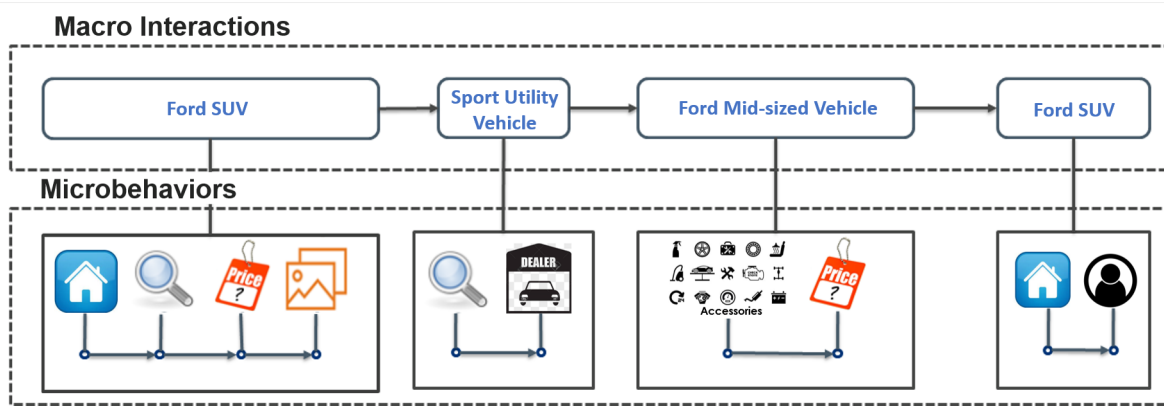 Macro Interactions
Ford SUV
Sport Utility
Vehicle
Ford Mid-sized Vehicle
Ford SUV
Microbehaviors
Price
?
DEALER
Accessories
Price
?